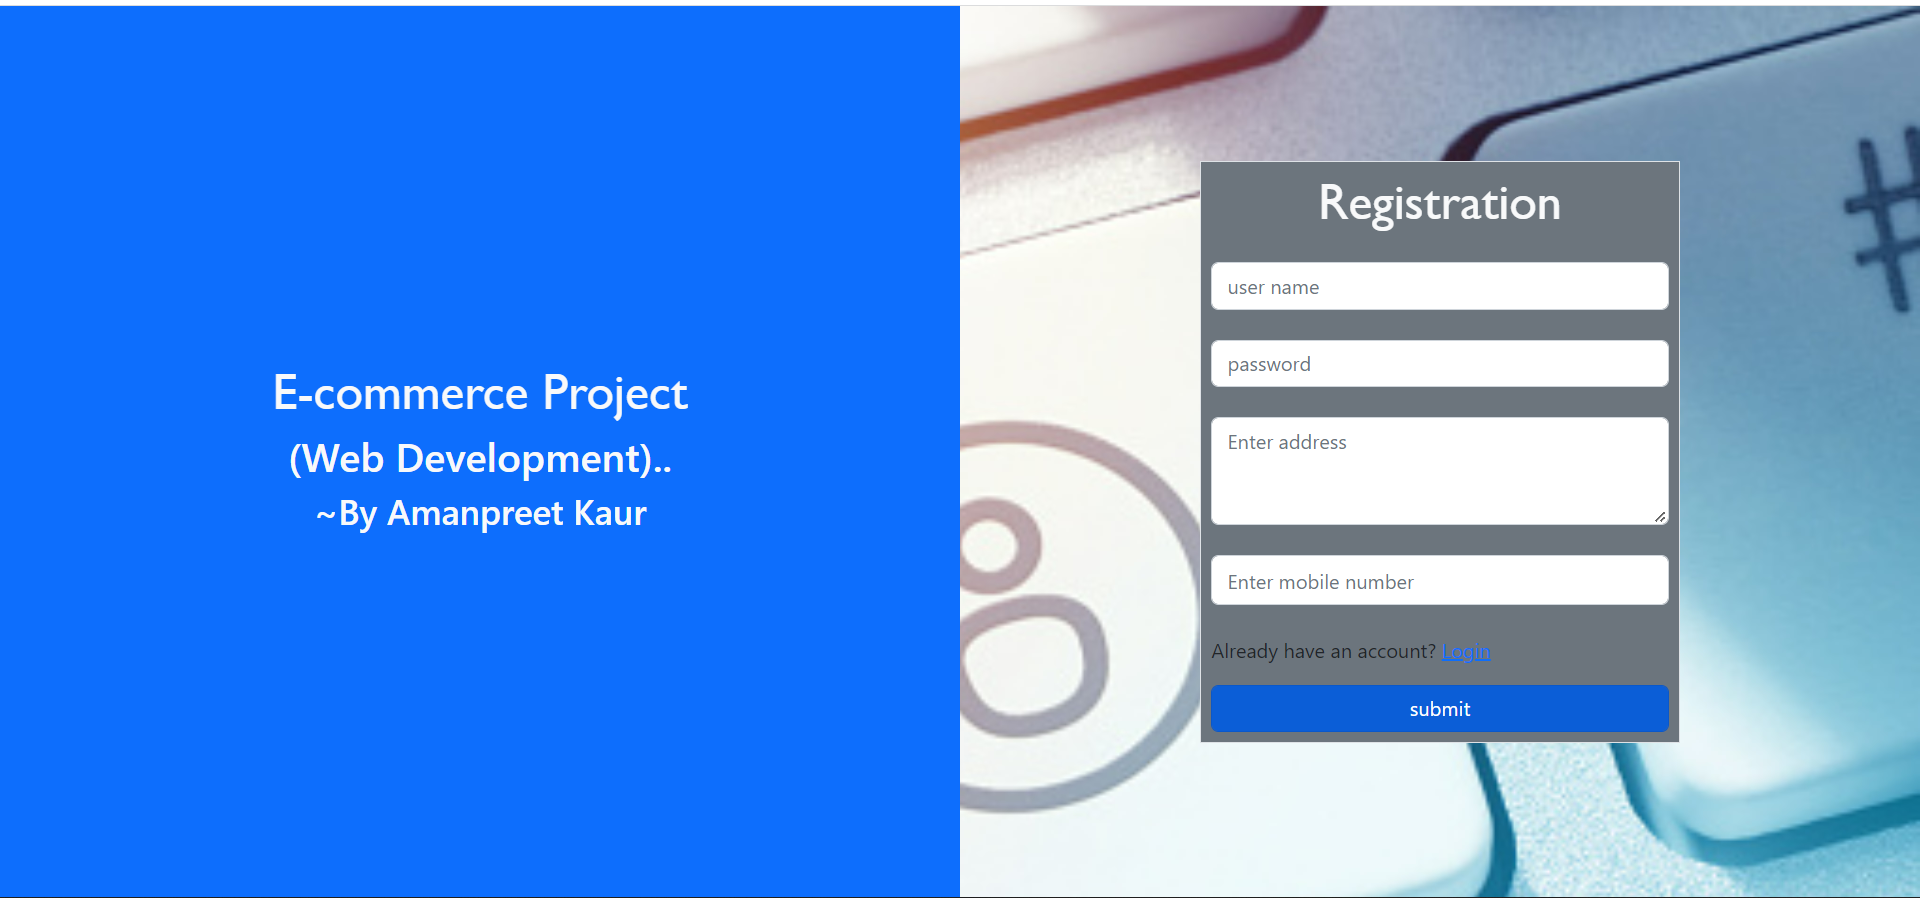 E-commerce Project
(Web Development)..
~By Amanpreet Kaur
8
#
Registration
user name
password
Enter address
Enter mobile number
Already have an account? Login
submit